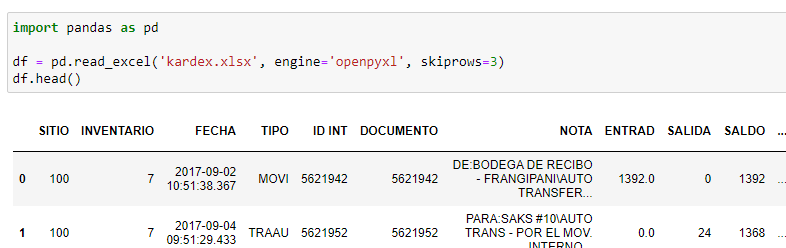 import pandas as pd
df = pd.read_excel('kardex.xlsx', engine='openpyxl', skiprows=3)
df.head()
SITIO INVENTARIO FECHA TIPO ID INT DOCUMENTO NOTA ENTRAD SALIDA SALDO ...
0 100 7 2017-09-02 10:51:38.367 MOVI 5621942 5621942 DE:BODEGA DE RECIBO - FRANGIPANI\AUTO TRANSFER... 1392.0 0 1392 ...
1 100 7 2017-09-04 09:51:29.433 TRAAU 5621952 5621952 PARA:SAKS #10\AUTO TRANS - POR EL MOV. INTERNO... 0.0 24 1368 ...